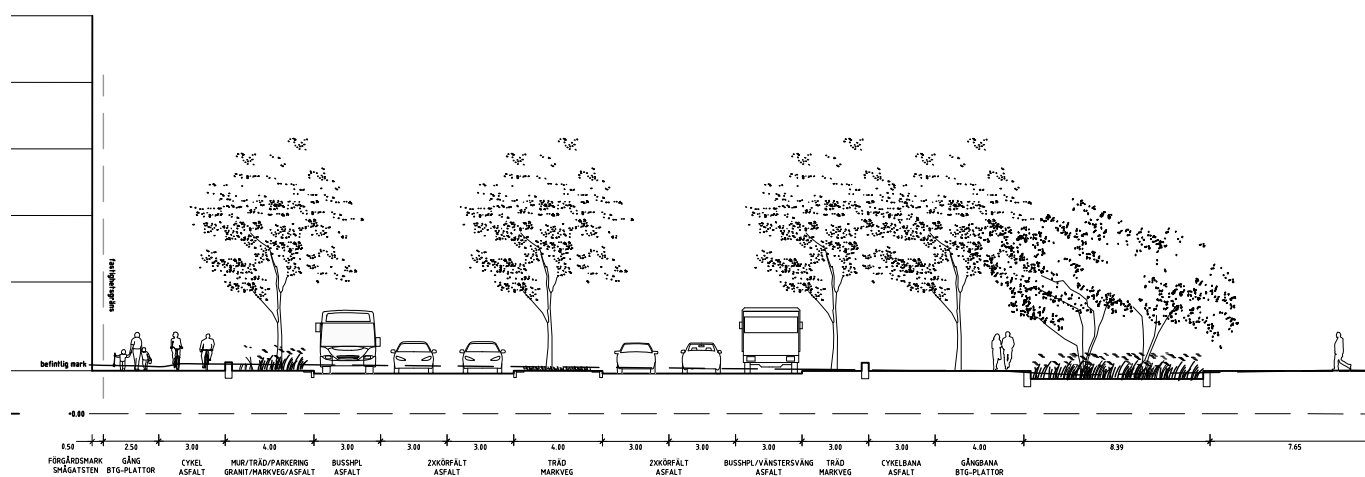 fastighetsgräns
befintlig mark
+0.00
0.50 2.50 3.00 4.00 3.00 3.00 3.00 4.00 3.00 3.00 3.00 3.00 3.00 4.00 8.39 7.65
FÖRGÅRDSMARK
SMÅGATSTEN
GÅNG
BTG-PLATTOR
CYKEL
ASFALT
MUR/TRÄD/PARKERING
GRANIT/MARKVEG/ASFALT
BUSSHPL
ASFALT
2XKÖRFÄLT
ASFALT
TRÄD
MARKVEG
2XKÖRFÄLT
ASFALT
BUSSHPL/VÄNSTERSVÄNG
ASFALT
TRÄD
MARKVEG
CYKELBANA
ASFALT
GÅNGBANA
BTG-PLATTOR